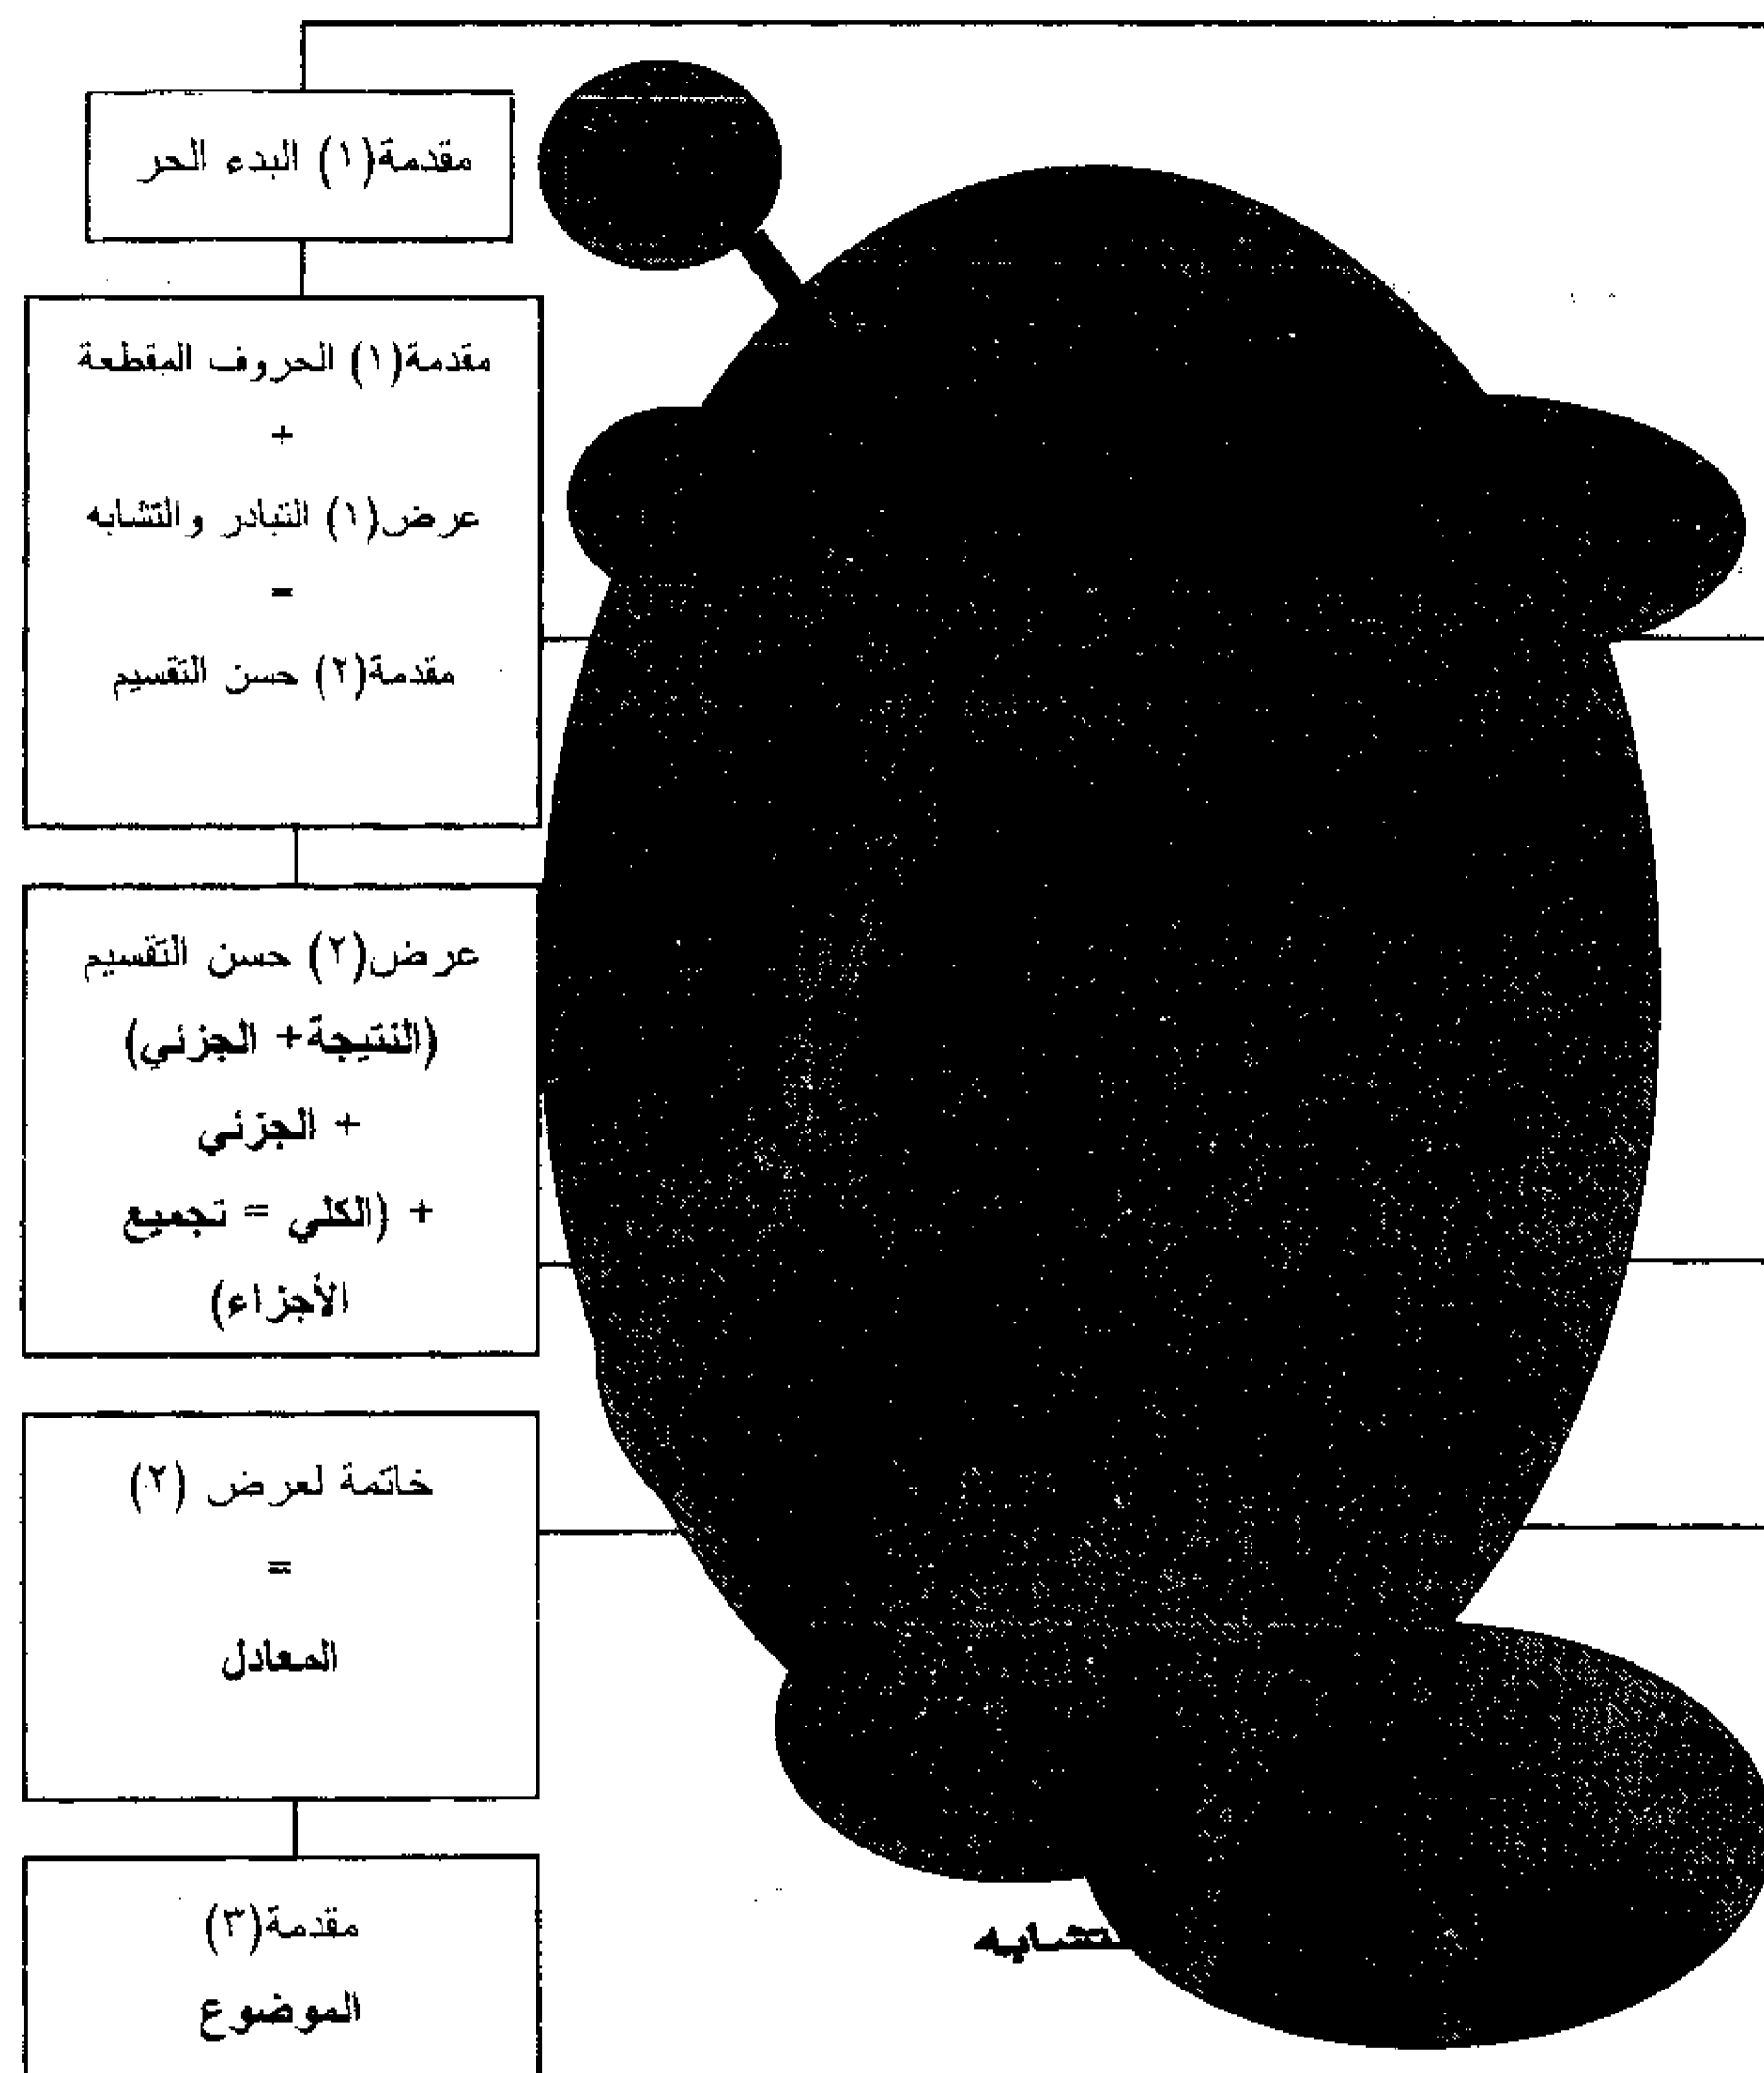 مقدمة(١) البدء الحر
مقدمة(١) الحروف المقطعة
+
عرض(١) التبادر والتشابه
=
مقدمة(٢) حسن التقسيم
عرض(٢) حسن التقسيم
(النتيجة+ الجزئي)
+ الجزئي
+ (الكلي = تجميع
الأجزاء)
خاتمة لعرض (٢)
=
المعادل
مقدمة(٣)
الموضوع